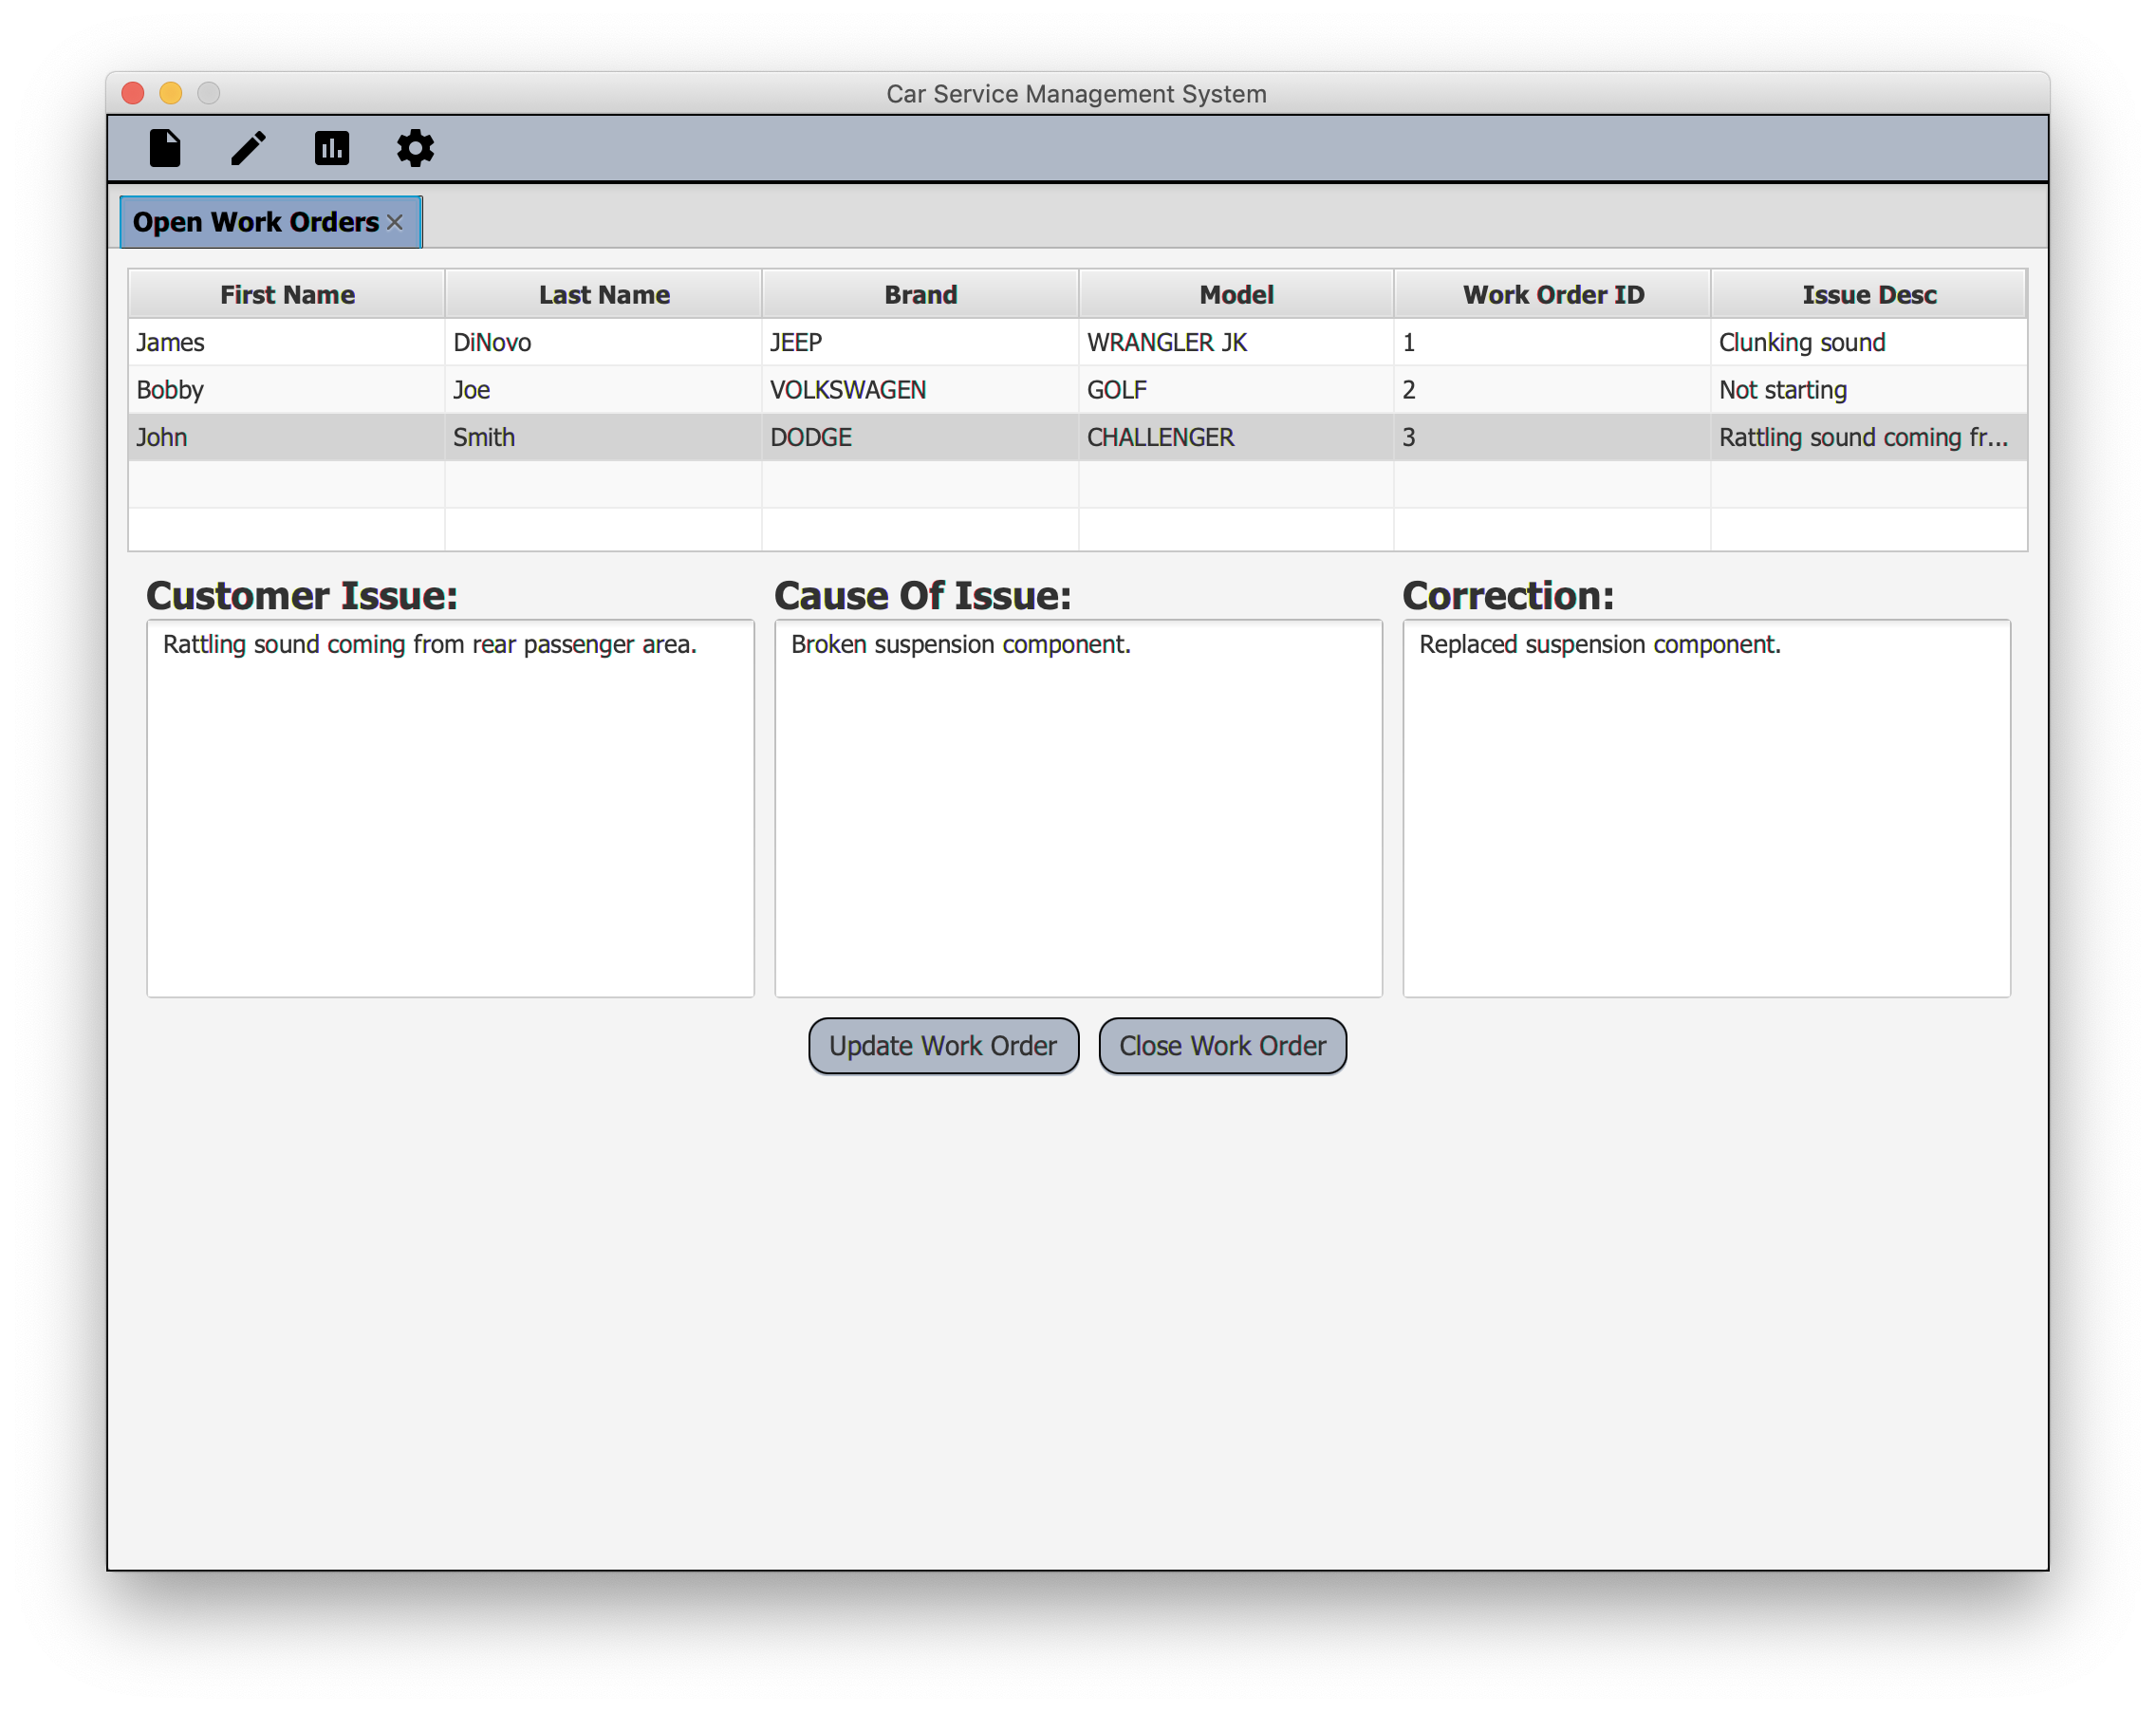 Car Service Management System
Open Work Orders
First Name Last Name Brand Model Work Order ID Issue Desc
James DiNovo JEEP WRANGLER JK 1 Clunking sound
Bobby Joe VOLKSWAGEN GOLF 2 Not starting
John Smith DODGE CHALLENGER 3 Rattling sound coming fr...
Customer Issue: Cause Of Issue: Correction:
Rattling sound coming from rear passenger area. Broken suspension component. Replaced suspension component.
Update Work Order Close Work Order